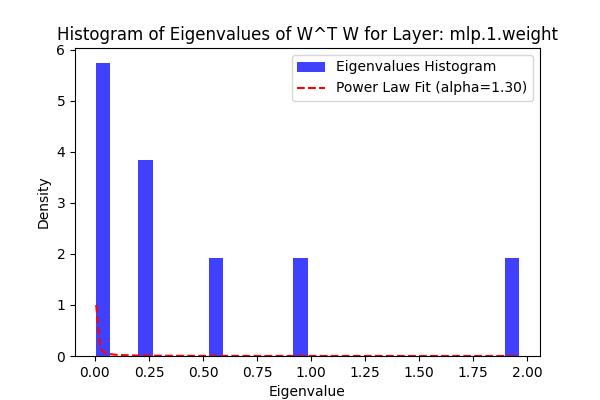 Histogram of Eigenvalues of W^T W for Layer: mlp.1.weight
Eigenvalues Histogram
Power Law Fit (alpha=1.30)
Density
6
5
4
3
2
1
0
0.00 0.25 0.50 0.75 1.00 1.25 1.50 1.75 2.00
Eigenvalue